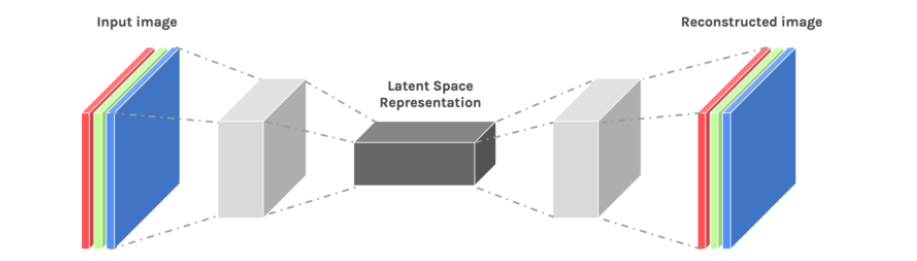 Input image
Reconstructed image
Latent Space
Representation